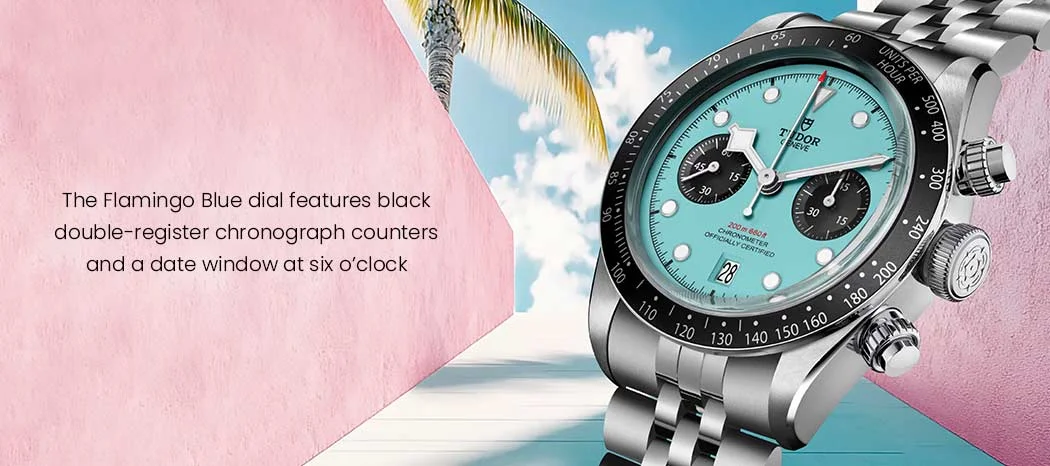 The Flamingo Blue dial features black
double-register chronograph counters
and a date window at six o’clock
UNITS PER
HOUR
500
400
300
240
200
180
160
150
140
130
120
110
100
90
85
80
75
70
65
60
TUDOR
GENEVE
60
45
15
30
15
30
15
200m 660ft
CHRONOMETER
OFFICIALLY CERTIFIED
28